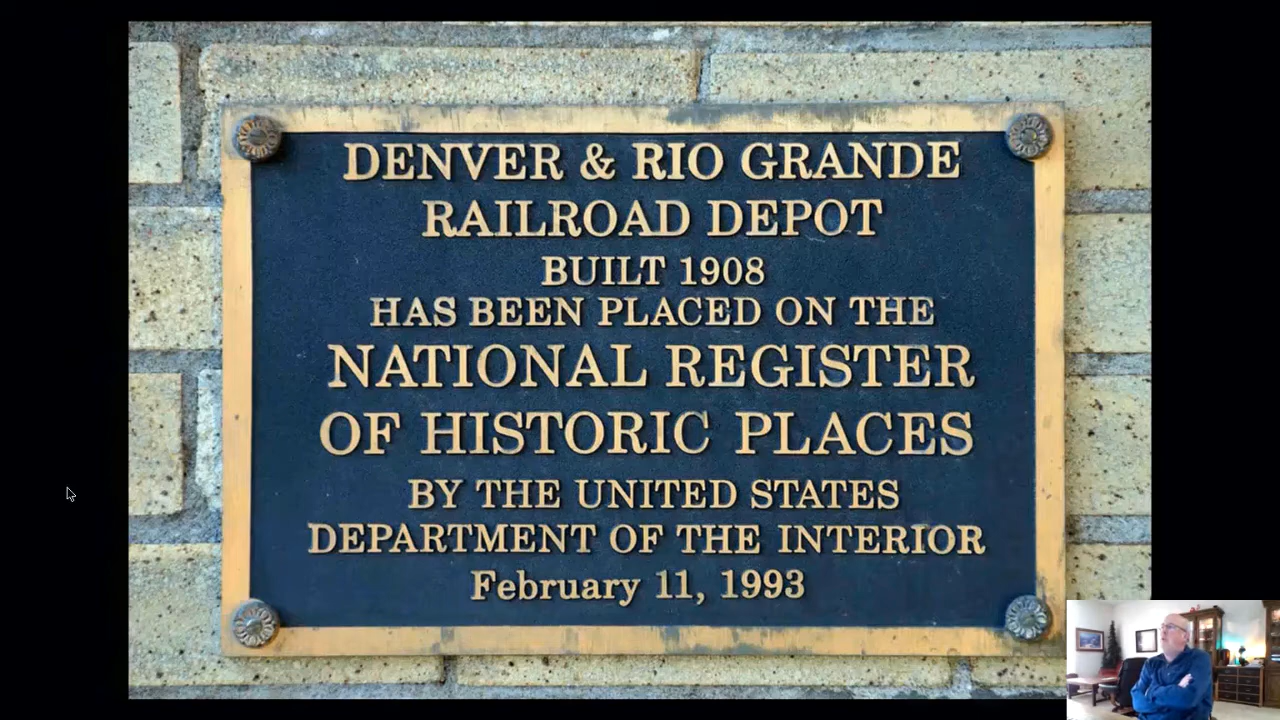 DENVER & RIO GRANDE
RAILROAD DEPOT
BUILT 1908
HAS BEEN PLACED ON THE
NATIONAL REGISTER
OF HISTORIC PLACES
BY THE UNITED STATES
DEPARTMENT OF THE INTERIOR
February 11, 1993